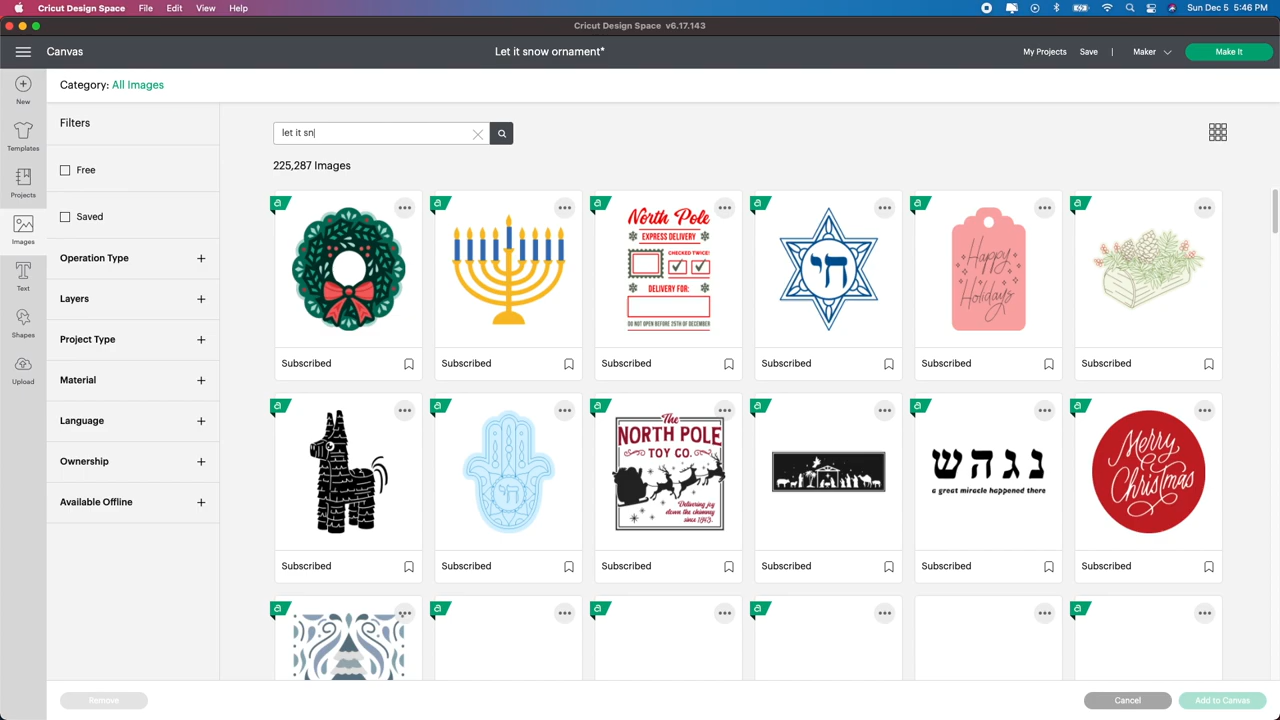 Cricut Design Space File Edit View Help Sun Dec 5 5:46 PM
Cricut Design Space v6.17.143
Canvas Let it snow ornament* My Projects Save | Maker Make It
Category: All Images
New
Templates
Projects
Images
Text
Shapes
Upload
Filters
Free
Saved
Operation Type +
Layers +
Project Type +
Material +
Language +
Ownership +
Available Offline +
let it sn
225,287 Images
North Pole
EXPRESS DELIVERY
CHECKED TWICE!
DELIVERY FOR:
DO NOT OPEN BEFORE 25TH OF DECEMBER
חי
Happy
Holidays
Subscribed Subscribed Subscribed Subscribed Subscribed Subscribed
The
NORTH POLE
TOY CO.
Delivering joy
down the chimney
since 1843.
נגהש
a great miracle happened there
Merry
Christmas
Subscribed Subscribed Subscribed Subscribed Subscribed Subscribed
Remove Cancel Add to Canvas